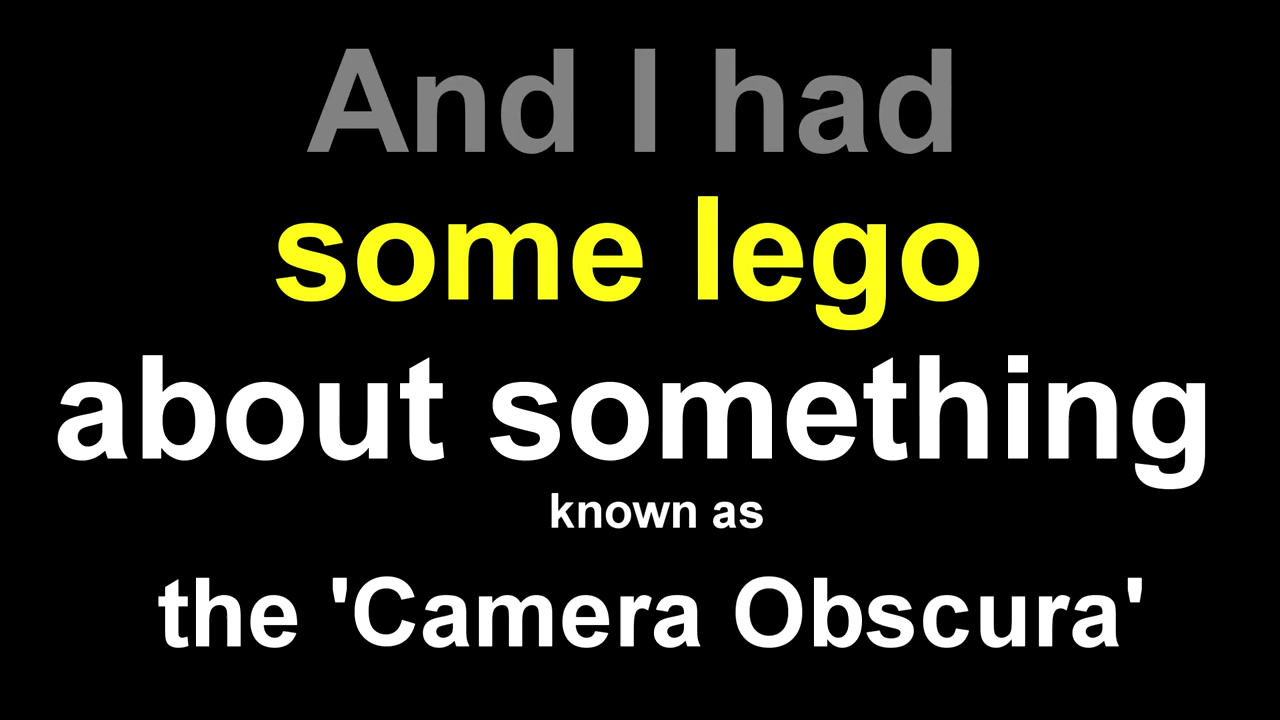 And I had
some lego
about something
known as
the 'Camera Obscura'